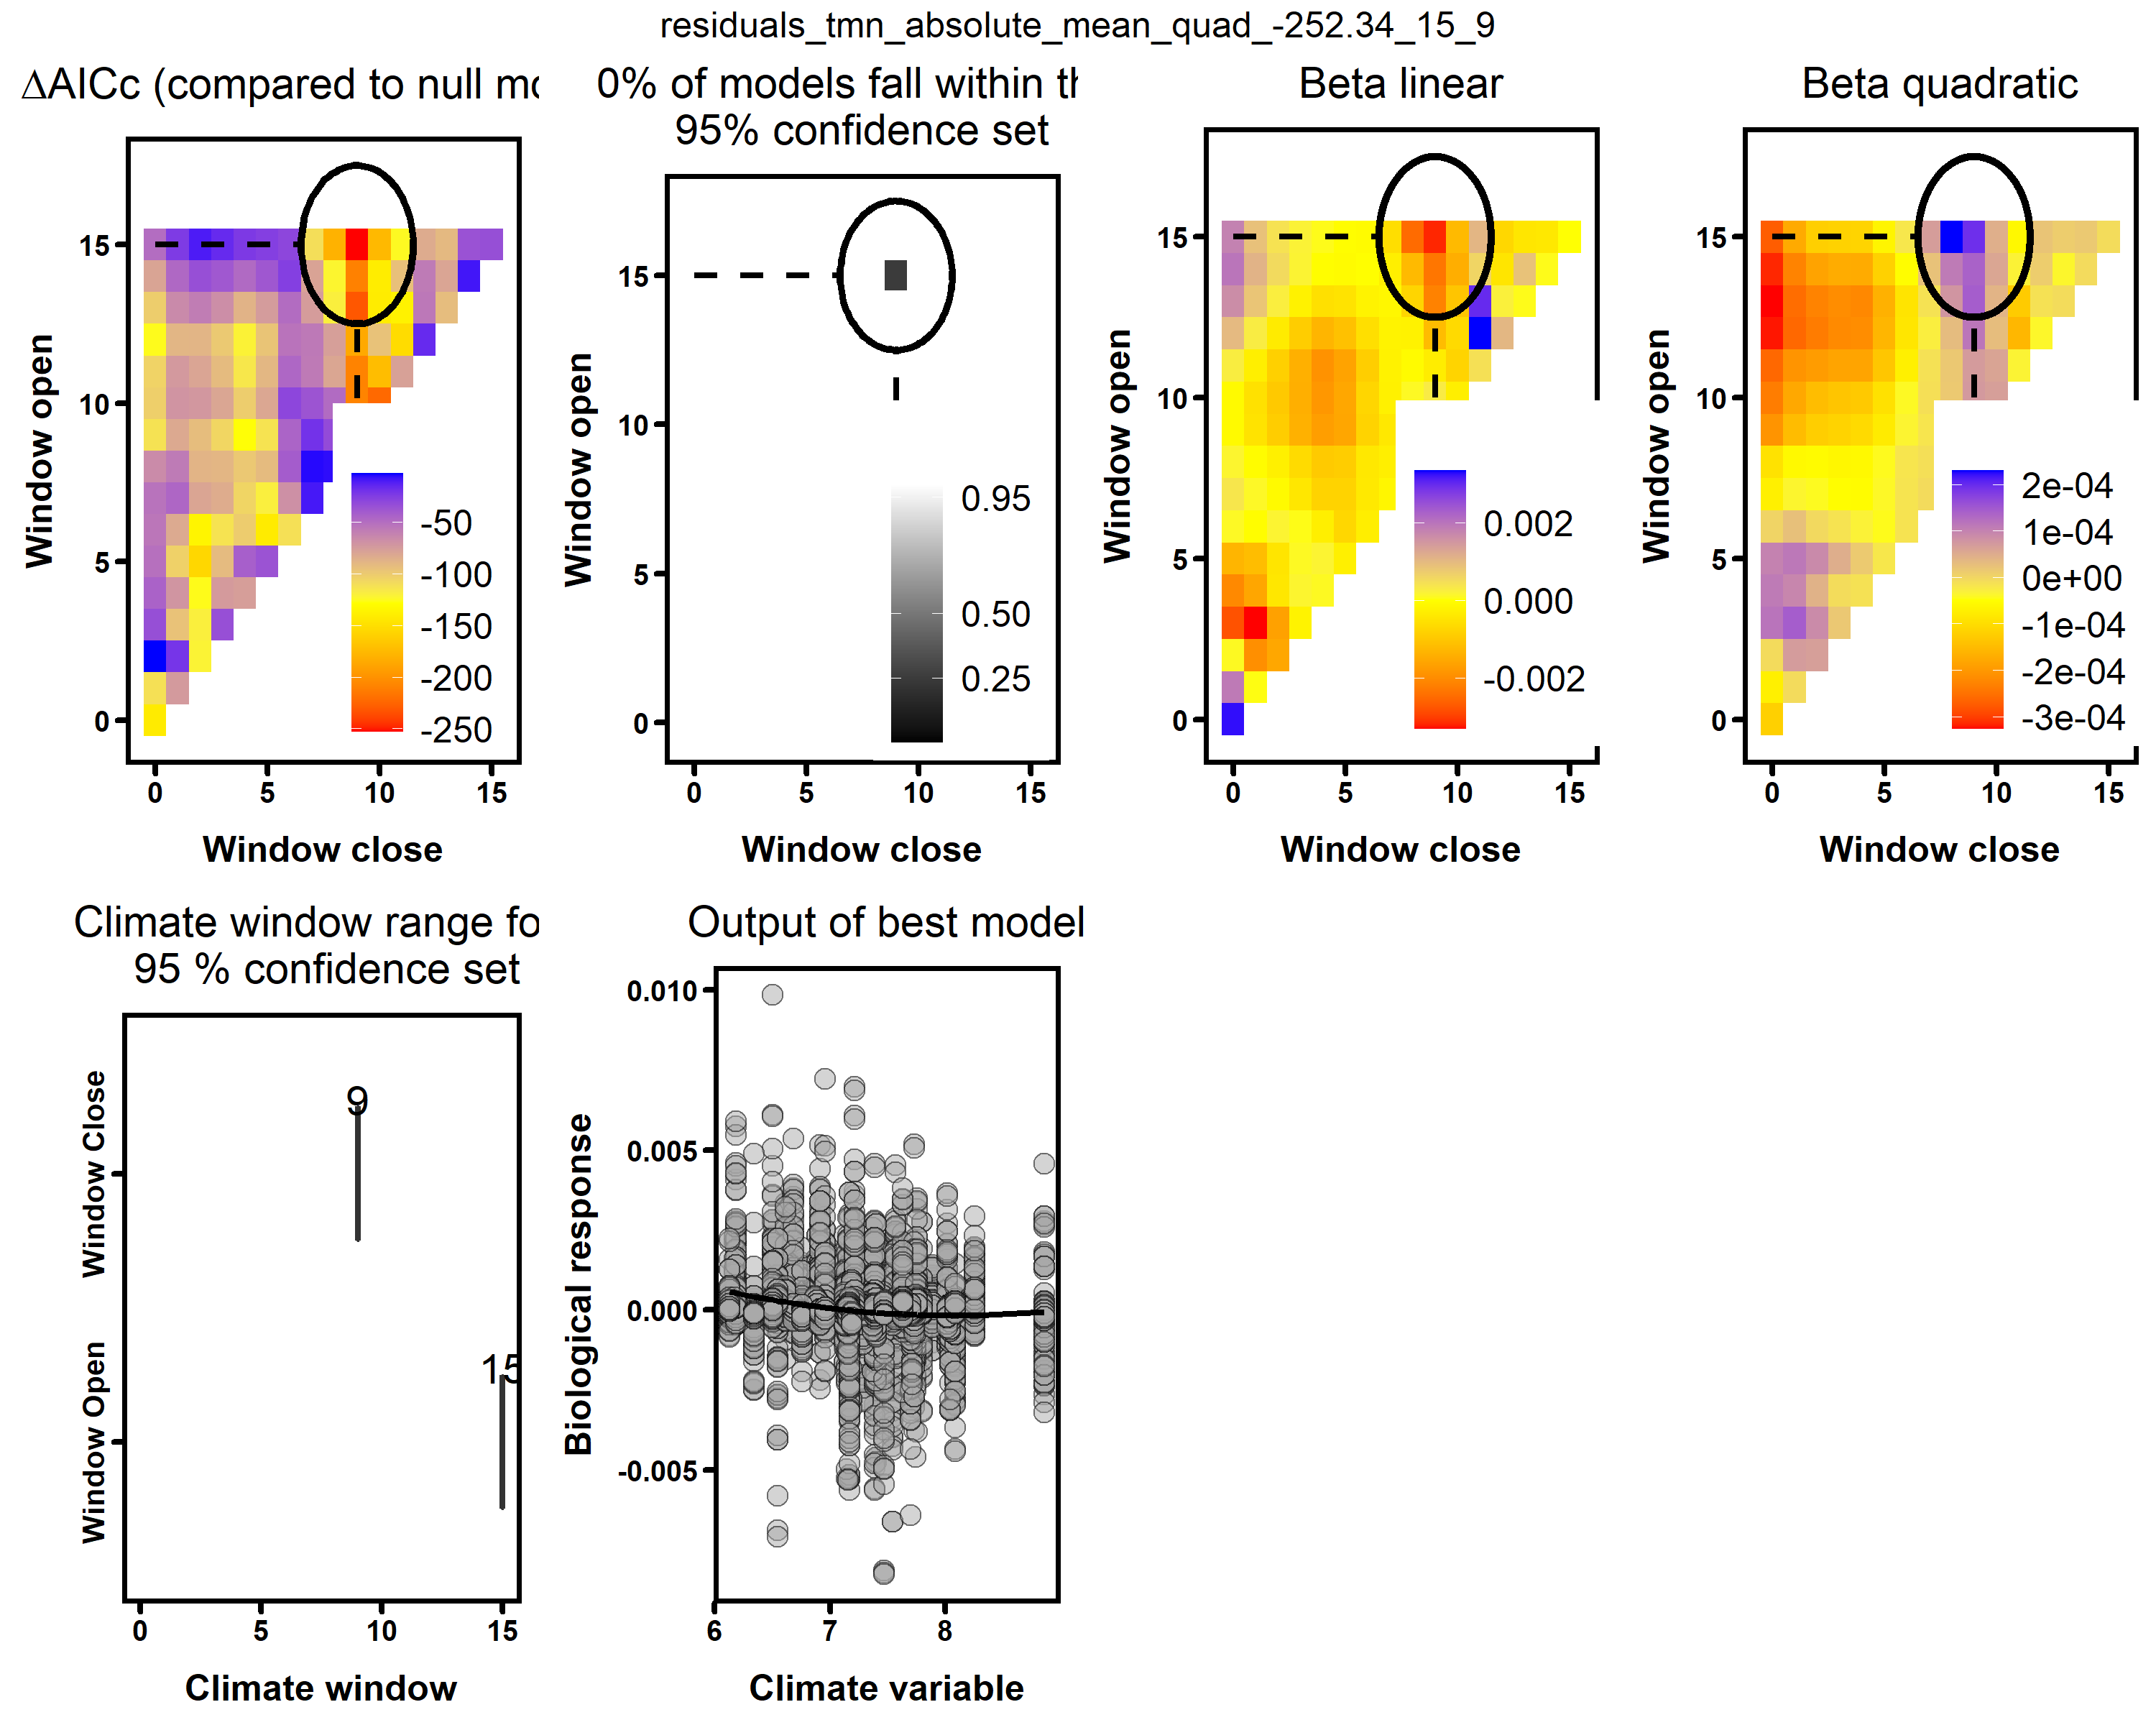 residuals_tmn_absolute_mean_quad_-252.34_15_9
ΔAICc (compared to null mo
Window open
15
10
5
0
-50
-100
-150
-200
-250
0 5 10 15
Window close
0% of models fall within th
95% confidence set
Window open
15
10
5
0
0.95
0.50
0.25
0 5 10 15
Window close
Beta linear
Window open
15
10
5
0
0.002
0.000
-0.002
0 5 10 15
Window close
Beta quadratic
Window open
15
10
5
0
2e-04
1e-04
0e+00
-1e-04
-2e-04
-3e-04
0 5 10 15
Window close
Climate window range fo
95 % confidence set
Window Close
Window Open
9
15
0 5 10 15
Climate window
Output of best model
Biological response
0.010
0.005
0.000
-0.005
6 7 8
Climate variable